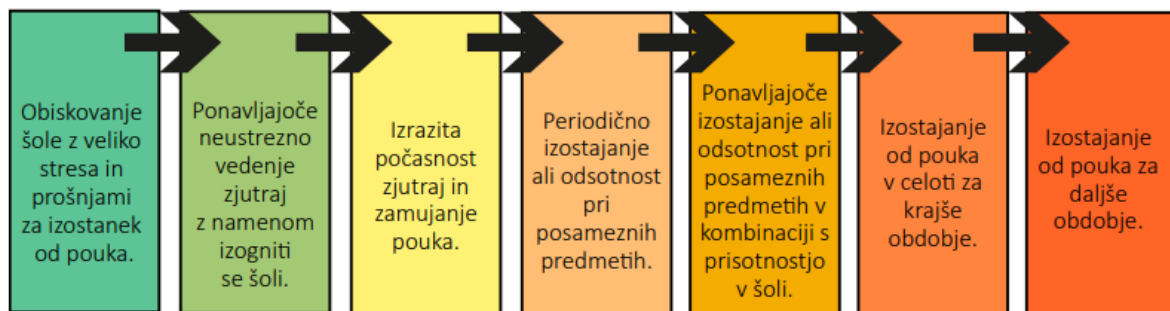 Obiskovanje
šole z veliko
stresa in
prošnjami
za izostanek
od pouka.
Ponavljajoče
neustrezno
vedenje
zjutraj
z namenom
izogniti
se šoli.
Izrazita
počasnost
zjutraj in
zamujanje
pouka.
Periodično
izostajanje
ali odsotnost
pri
posameznih
predmetih.
Ponavljajoče
izostajanje ali
odsotnost pri
posameznih
predmetih v
kombinaciji s
prisotnostjo
v šoli.
Izostajanje
od pouka
v celoti za
krajše
obdobje.
Izostajanje
od pouka za
daljše
obdobje.